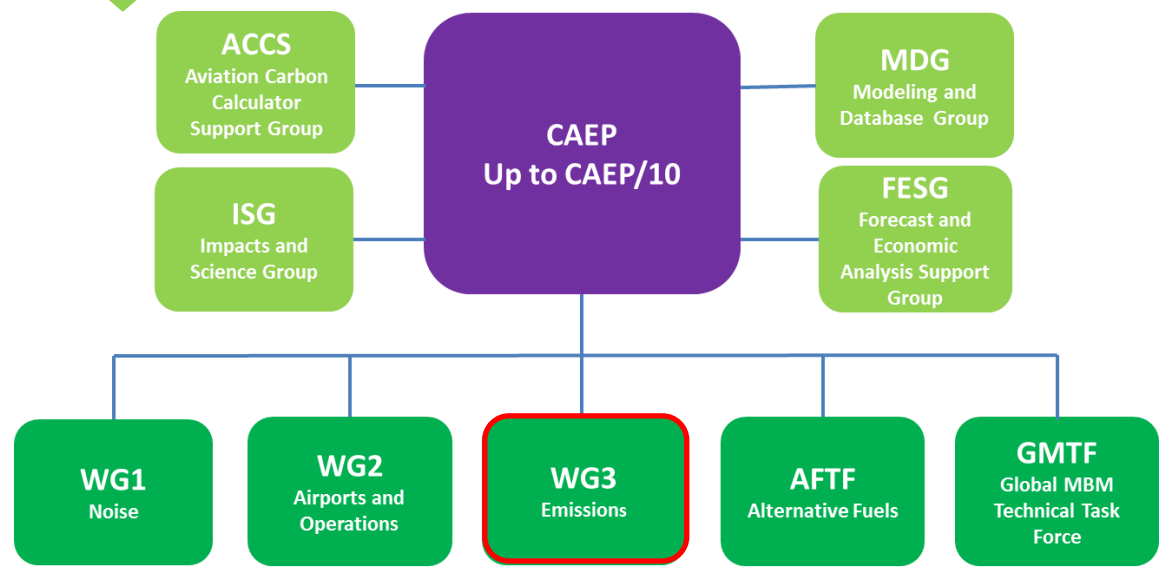 ACCS
Aviation Carbon
Calculator
Support Group
CAEP
Up to CAEP/10
MDG
Modeling and
Database Group
ISG
Impacts and
Science Group
FESG
Forecast and
Economic
Analysis Support
Group
WG1
Noise
WG2
Airports and
Operations
WG3
Emissions
AFTF
Alternative Fuels
GMTF
Global MBM
Technical Task
Force